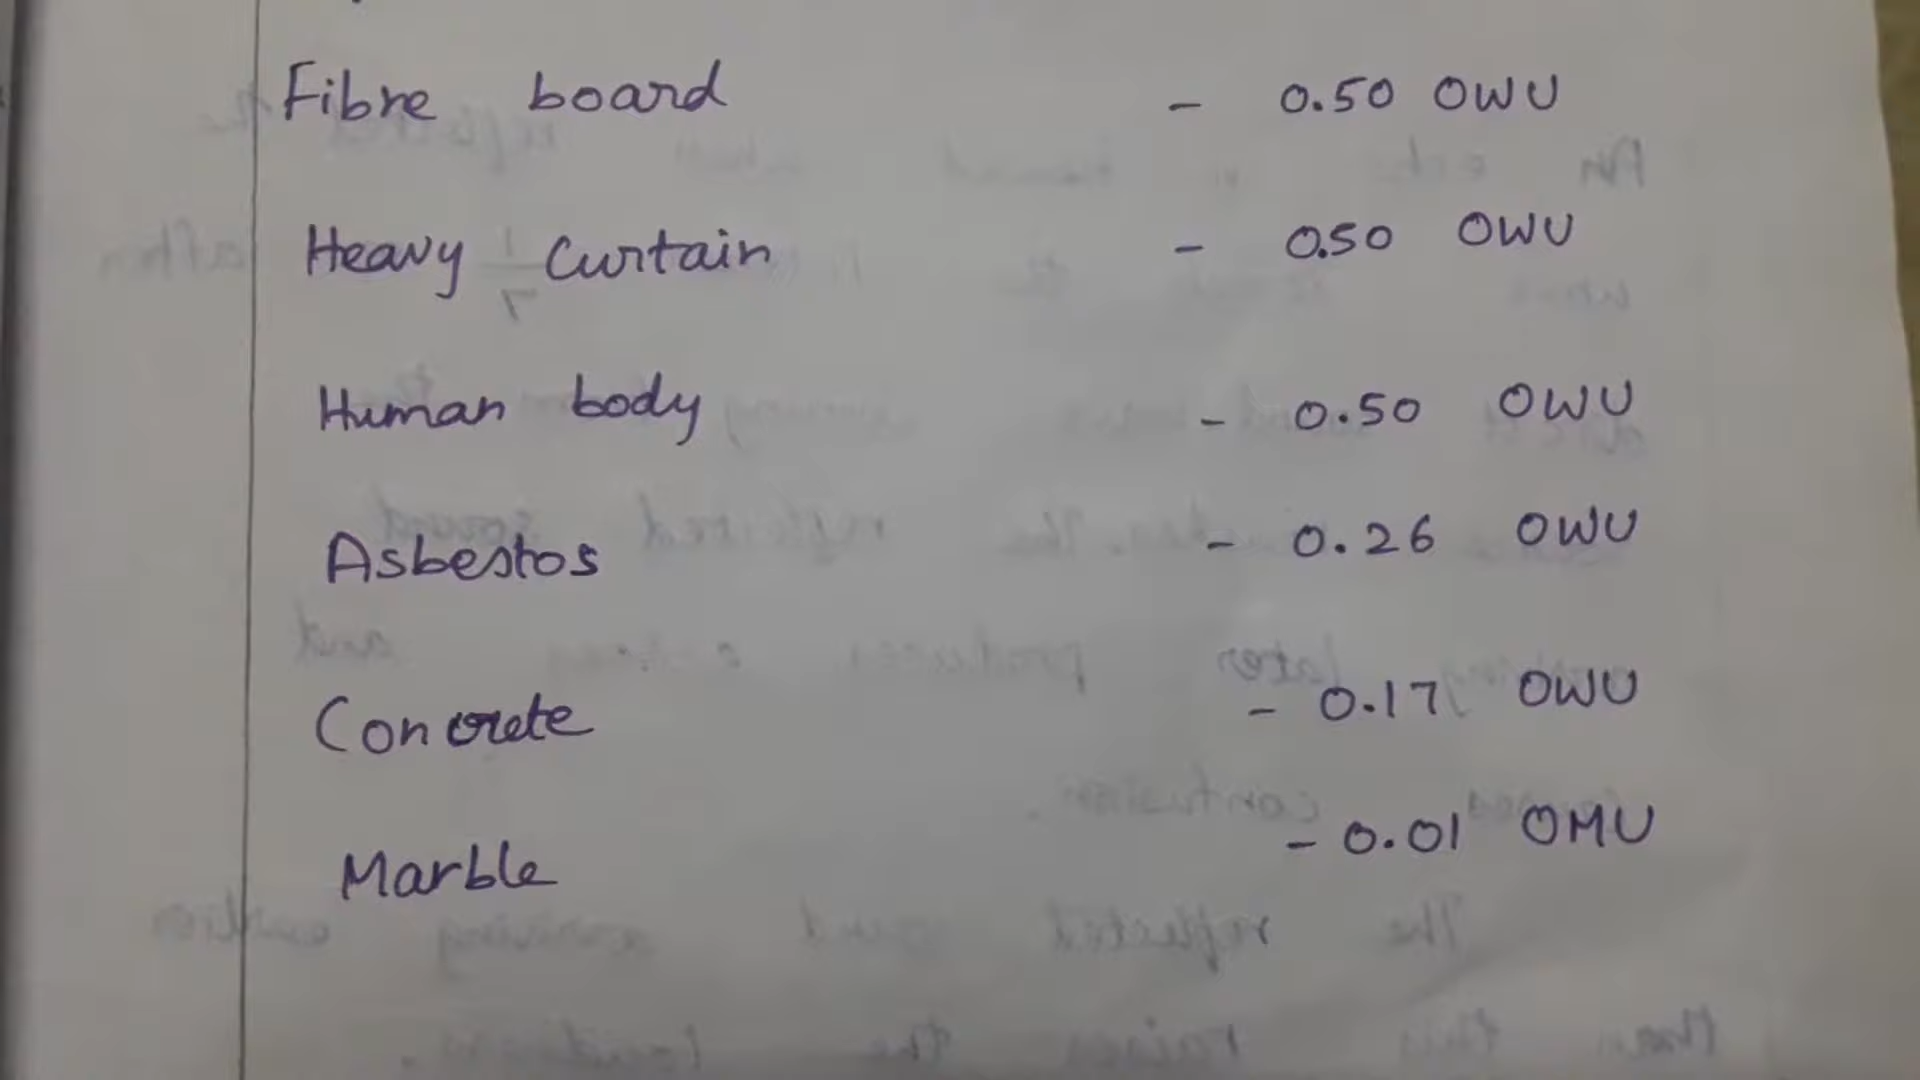 Fibre board - 0.50 OWU
Heavy Curtain - 0.50 OWU
Human body - 0.50 OWU
Asbestos - 0.26 OWU
Concrete - 0.17 OWU
Marble - 0.01 OMU